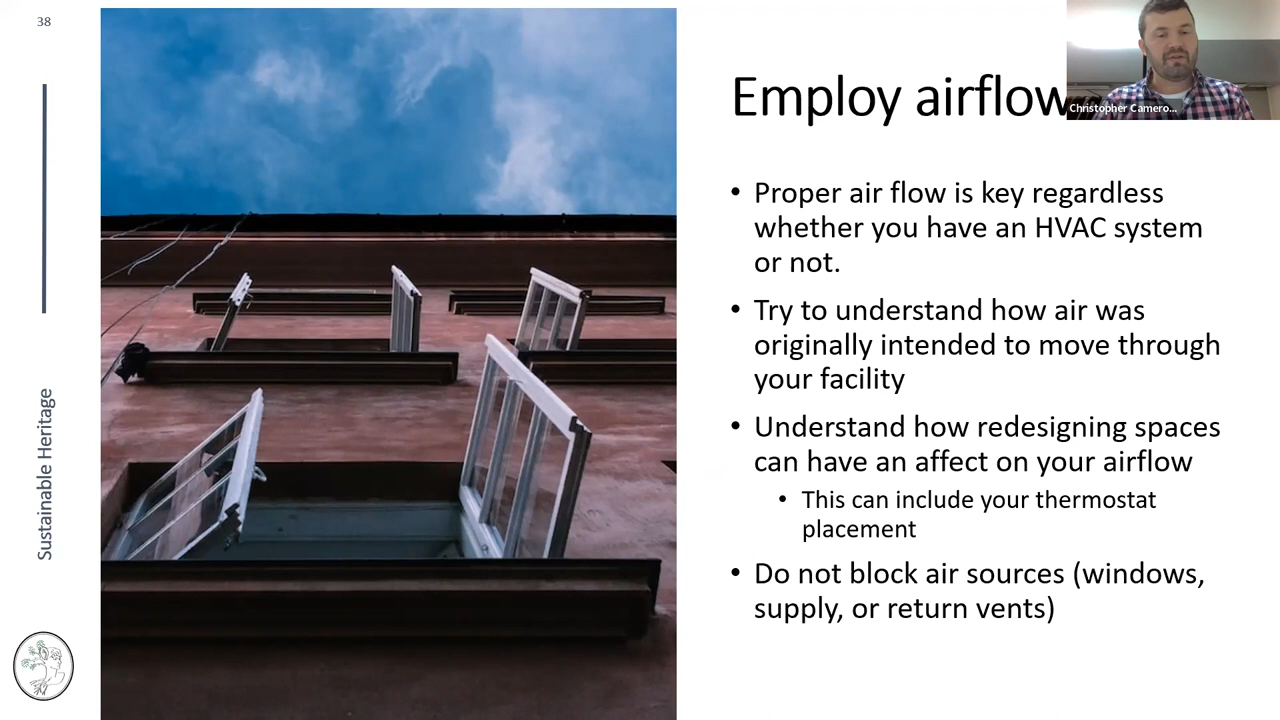 38
Sustainable Heritage
Employ airflow
Christopher Camero...
• Proper air flow is key regardless
whether you have an HVAC system
or not.
• Try to understand how air was
originally intended to move through
your facility
• Understand how redesigning spaces
can have an affect on your airflow
• This can include your thermostat
placement
• Do not block air sources (windows,
supply, or return vents)